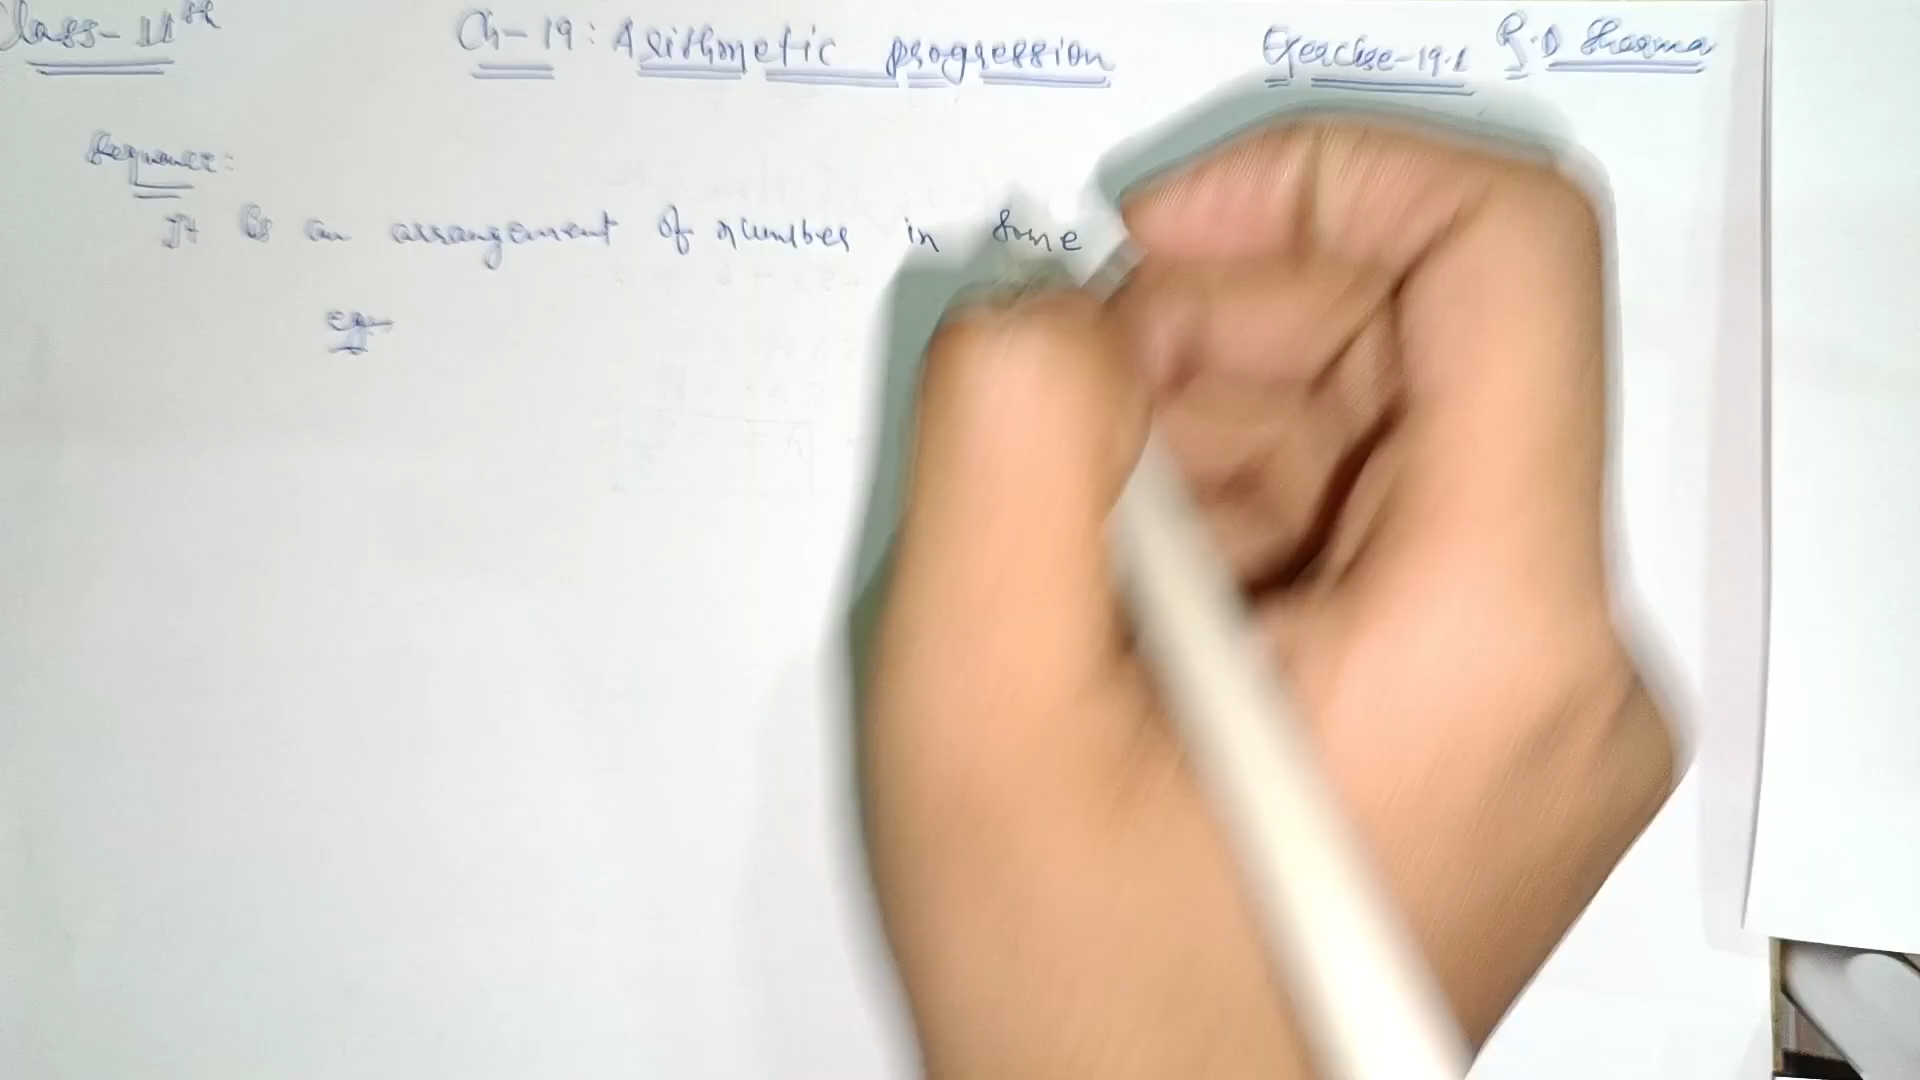 Class- 11th Ch-19: Arithmetic progression Exercise-19.1 R.D Sharma
Sequence:
It is an arrangement of number in some
eg-